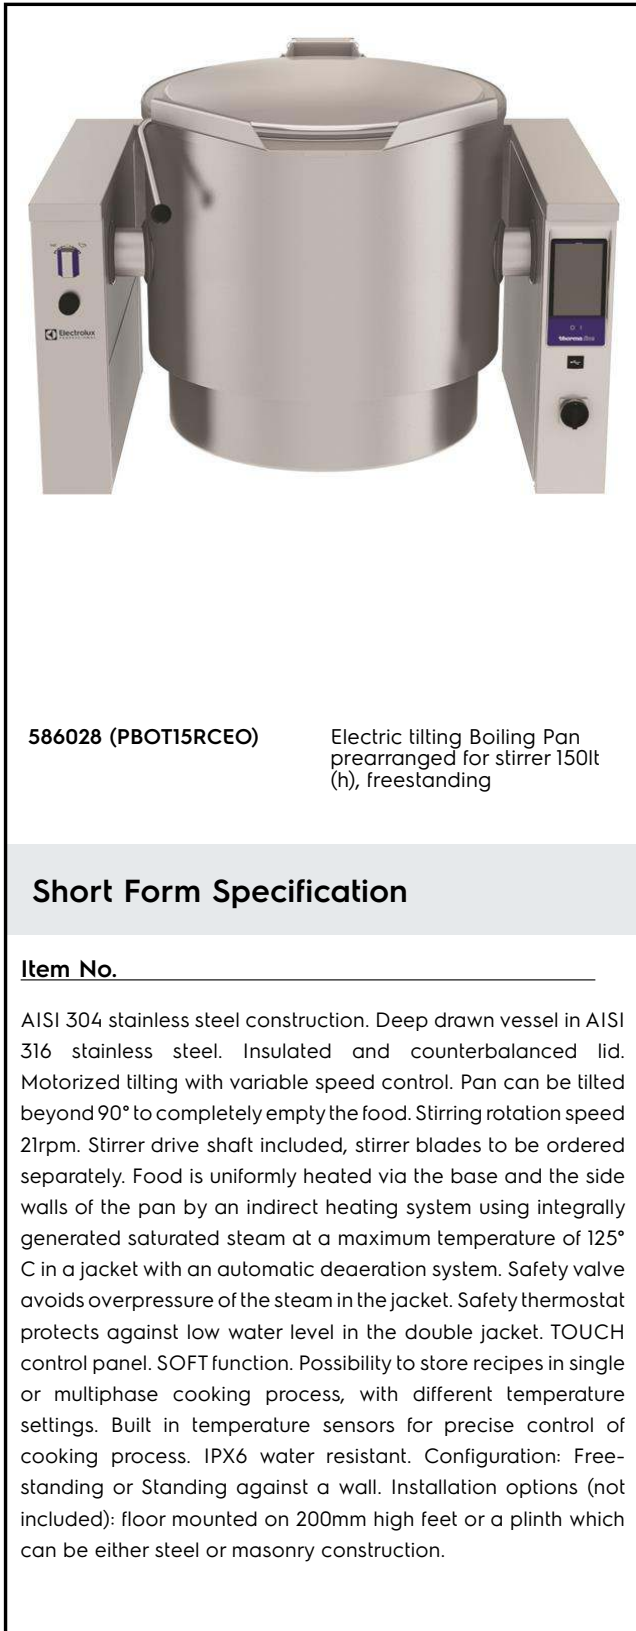 Electrolux
PROFESSIONAL
O I
thermaline
586028 (PBOT15RCEO)
Electric tilting Boiling Pan
prearranged for stirrer 150lt
(h), freestanding
Short Form Specification
Item No.
AISI 304 stainless steel construction. Deep drawn vessel in AISI
316 stainless steel. Insulated and counterbalanced lid.
Motorized tilting with variable speed control. Pan can be tilted
beyond 90° to completely empty the food. Stirring rotation speed
21rpm. Stirrer drive shaft included, stirrer blades to be ordered
separately. Food is uniformly heated via the base and the side
walls of the pan by an indirect heating system using integrally
generated saturated steam at a maximum temperature of 125°
C in a jacket with an automatic deaeration system. Safety valve
avoids overpressure of the steam in the jacket. Safety thermostat
protects against low water level in the double jacket. TOUCH
control panel. SOFT function. Possibility to store recipes in single
or multiphase cooking process, with different temperature
settings. Built in temperature sensors for precise control of
cooking process. IPX6 water resistant. Configuration: Free-
standing or Standing against a wall. Installation options (not
included): floor mounted on 200mm high feet or a plinth which
can be either steel or masonry construction.